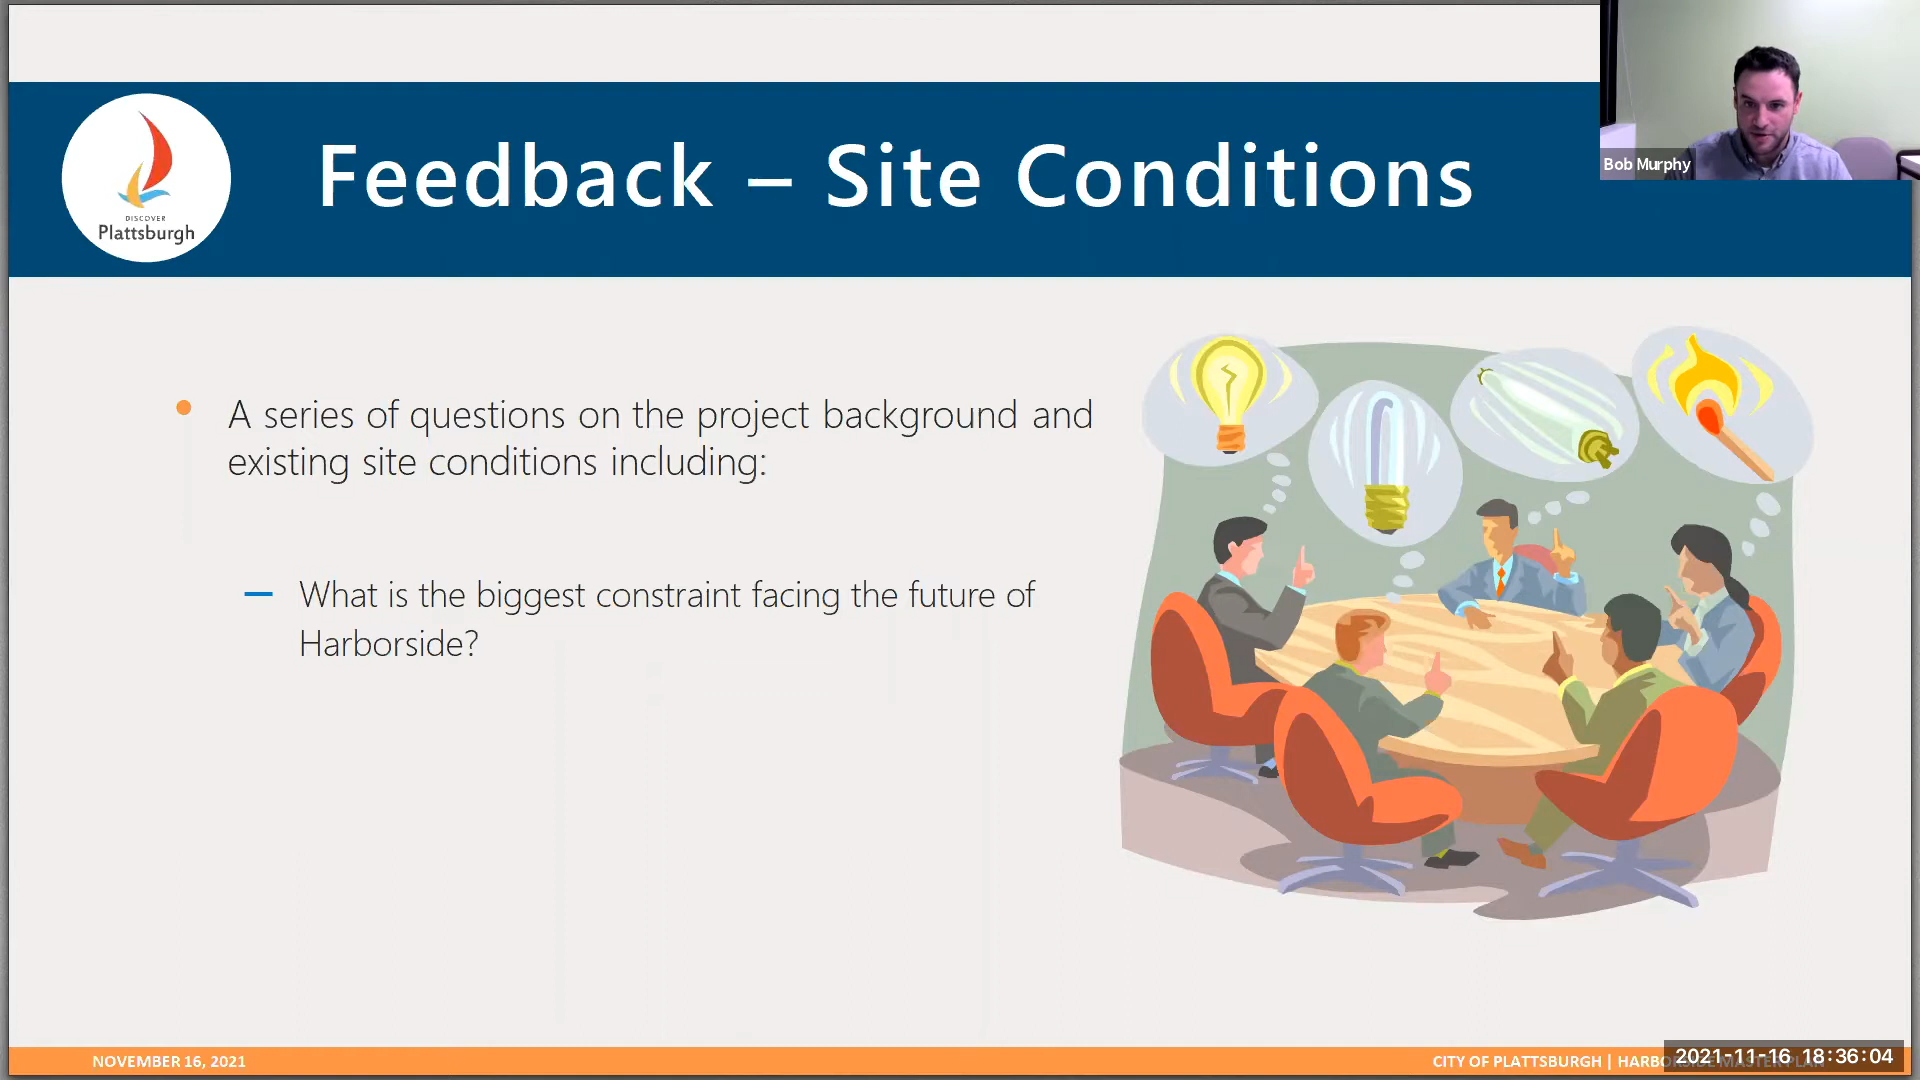 Feedback – Site Conditions
Bob Murphy
DISCOVER
Plattsburgh
A series of questions on the project background and
existing site conditions including:
What is the biggest constraint facing the future of
Harborside?
NOVEMBER 16, 2021
CITY OF PLATTSBURGH | HARBORSIDE MASTER PLAN
2021-11-16 18:36:04